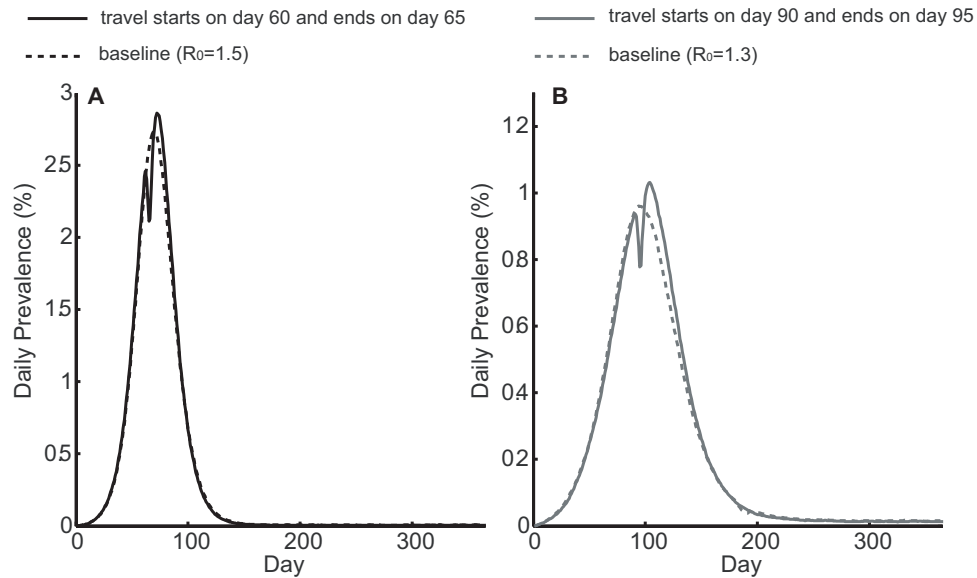 travel starts on day 60 and ends on day 65
baseline (R₀=1.5)
travel starts on day 90 and ends on day 95
baseline (R₀=1.3)
A
3
25
2
15
1
05
0
0
100
200
300
Day
Daily Prevalence (%)
B
12
1
08
06
04
02
0
0
100
200
300
Day
Daily Prevalence (%)